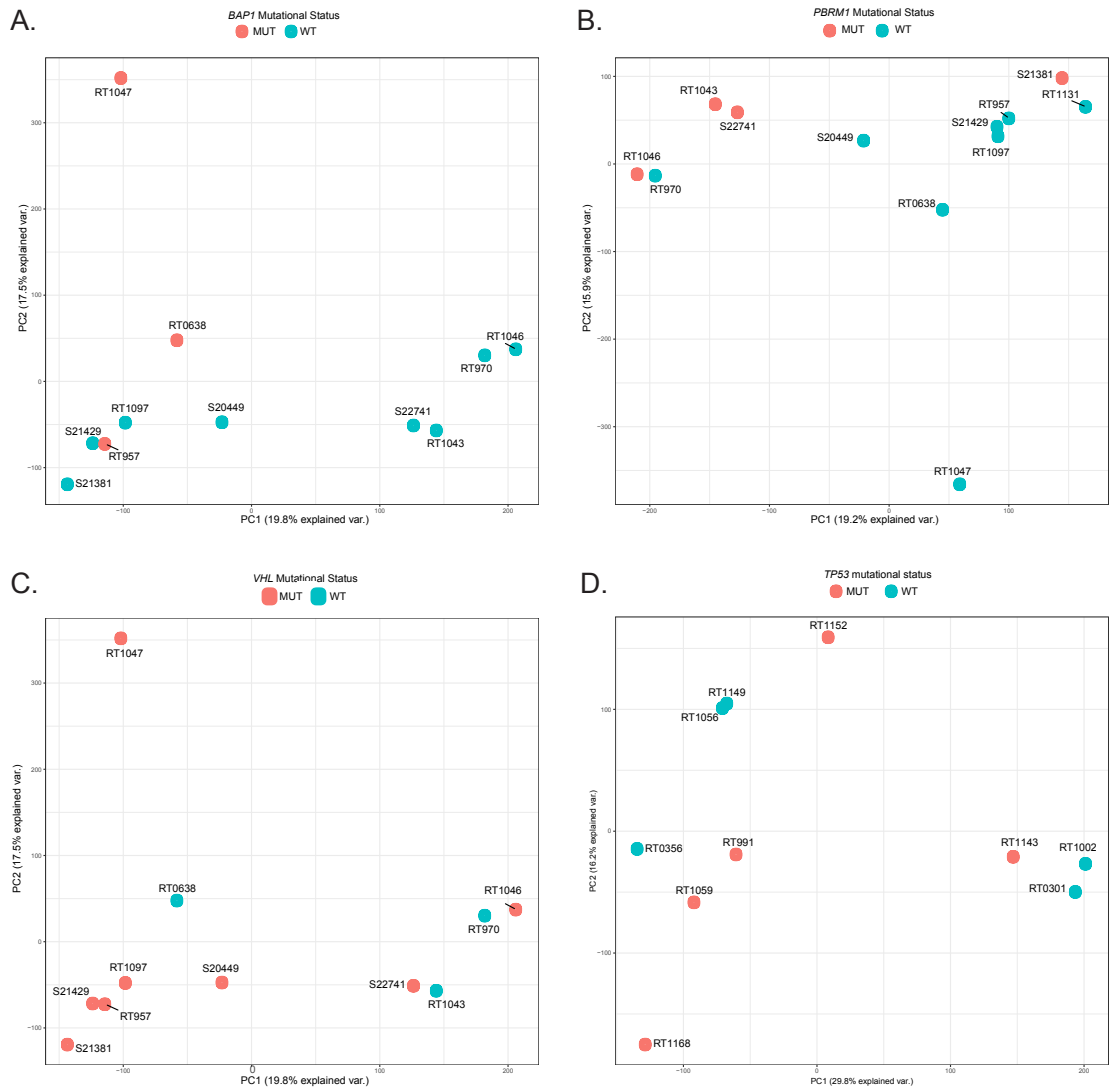 A.
BAP1 Mutational Status
MUT WT
RT1047
RT0638
RT1046
RT970
RT1097
S20449
S22741
S21429
RT1043
RT957
S21381
300
200
100
0
−100
−100 0 100 200
PC1 (19.8% explained var.)
PC2 (17.5% explained var.)
B.
PBRM1 Mutational Status
MUT WT
S21381
RT1043
RT1131
RT957
S22741
S21429
S20449
RT1097
RT1046
RT970
RT0638
RT1047
100
0
−100
−200
−300
−200 −100 0 100
PC1 (19.2% explained var.)
PC2 (15.9% explained var.)
C.
VHL Mutational Status
MUT WT
RT1047
RT0638
RT1046
RT970
RT1097
S20449
S22741
S21429
RT1043
RT957
S21381
300
200
100
0
−100
−100 0 100 200
PC1 (19.8% explained var.)
PC2 (17.5% explained var.)
D.
TP53 mutational status
MUT WT
RT1152
RT1149
RT1056
RT0356
RT991
RT1143
RT1002
RT0301
RT1059
RT1168
100
0
−100
−100 0 100 200
PC1 (29.8% explained var.)
PC2 (16.2% explained var.)